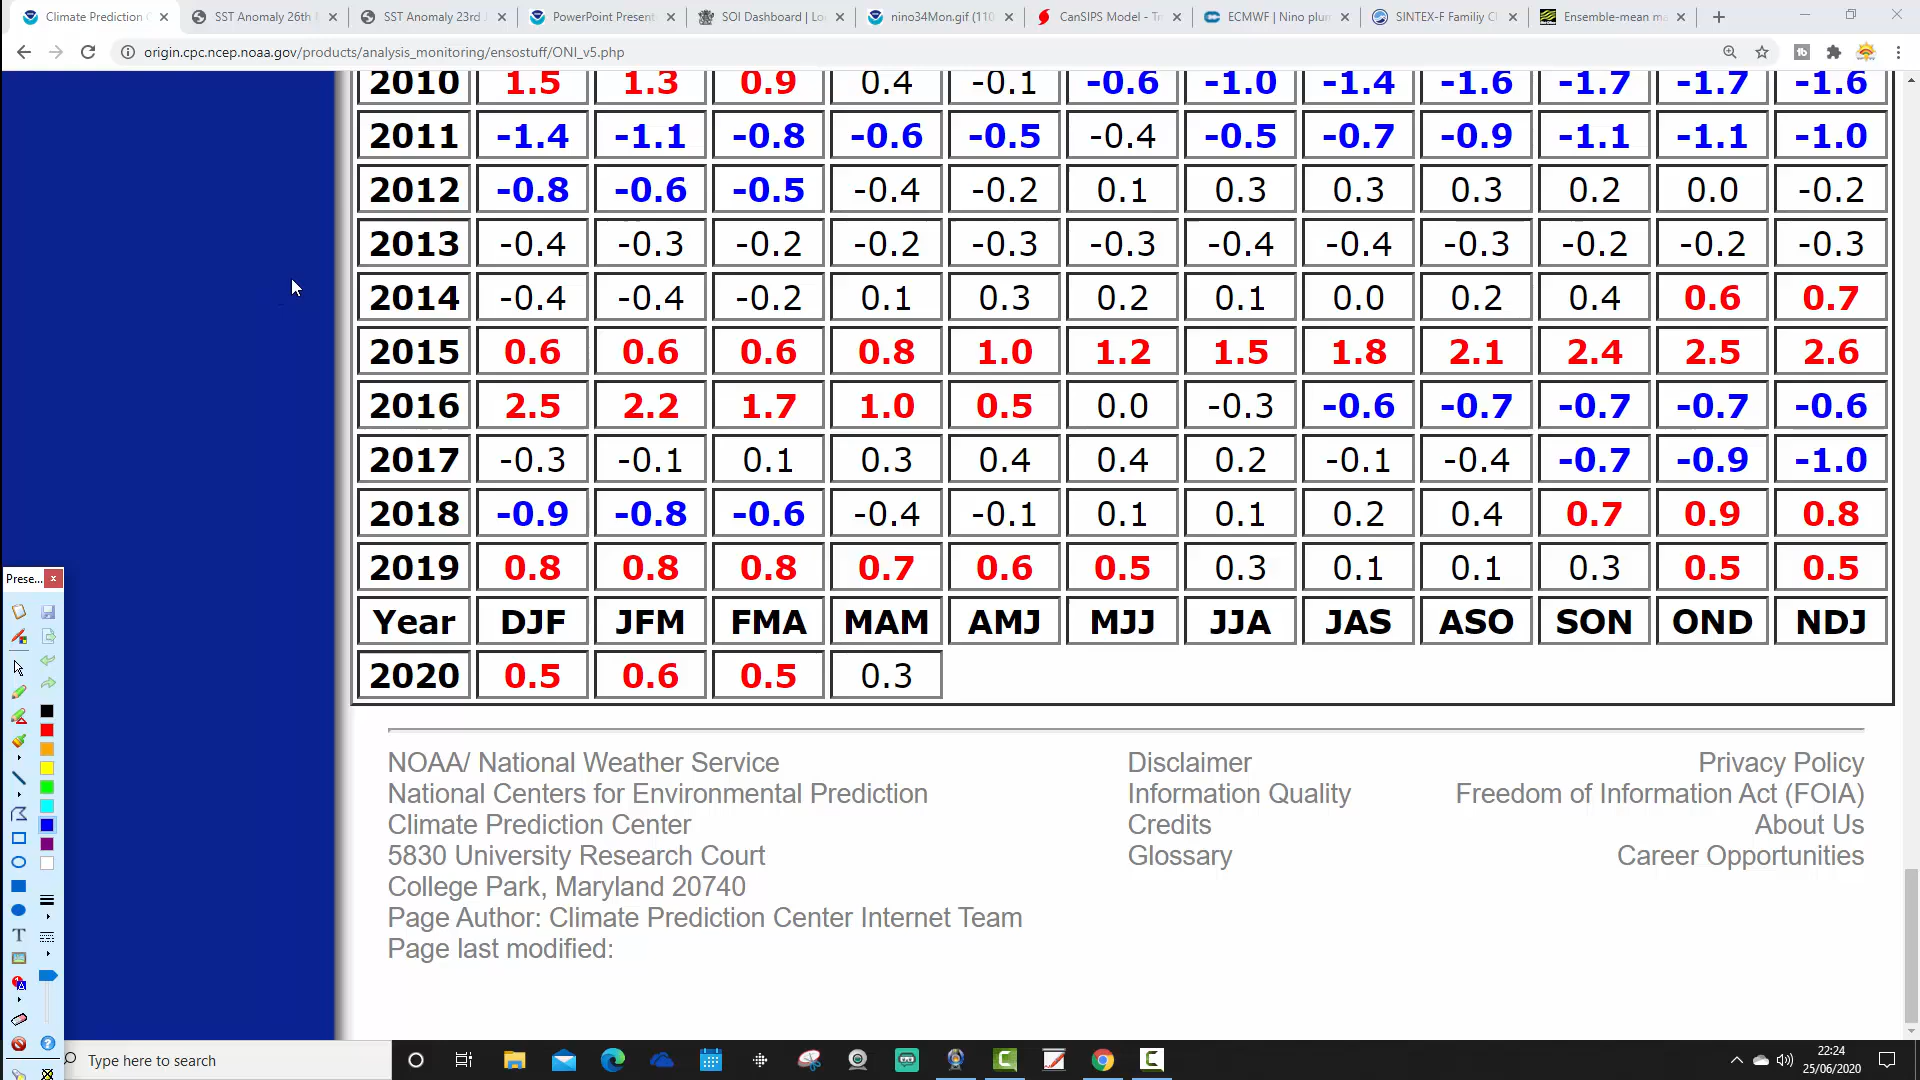 Climate Prediction C
SST Anomaly 26th M
SST Anomaly 23rd J
PowerPoint Present
SOI Dashboard | Lo
nino34Mon.gif (110
CanSIPS Model - Tr
ECMWF | Nino plum
SINTEX-F Familiy Cl
Ensemble-mean ma
origin.cpc.ncep.noaa.gov/products/analysis_monitoring/ensostuff/ONI_v5.php
2010 1.5 1.3 0.9 0.4 -0.1 -0.6 -1.0 -1.4 -1.6 -1.7 -1.7 -1.6
2011 -1.4 -1.1 -0.8 -0.6 -0.5 -0.4 -0.5 -0.7 -0.9 -1.1 -1.1 -1.0
2012 -0.8 -0.6 -0.5 -0.4 -0.2 0.1 0.3 0.3 0.3 0.2 0.0 -0.2
2013 -0.4 -0.3 -0.2 -0.2 -0.3 -0.3 -0.4 -0.4 -0.3 -0.2 -0.2 -0.3
2014 -0.4 -0.4 -0.2 0.1 0.3 0.2 0.1 0.0 0.2 0.4 0.6 0.7
2015 0.6 0.6 0.6 0.8 1.0 1.2 1.5 1.8 2.1 2.4 2.5 2.6
2016 2.5 2.2 1.7 1.0 0.5 0.0 -0.3 -0.6 -0.7 -0.7 -0.7 -0.6
2017 -0.3 -0.1 0.1 0.3 0.4 0.4 0.2 -0.1 -0.4 -0.7 -0.9 -1.0
2018 -0.9 -0.8 -0.6 -0.4 -0.1 0.1 0.1 0.2 0.4 0.7 0.9 0.8
2019 0.8 0.8 0.8 0.7 0.6 0.5 0.3 0.1 0.1 0.3 0.5 0.5
Year DJF JFM FMA MAM AMJ MJJ JJA JAS ASO SON OND NDJ
2020 0.5 0.6 0.5 0.3
NOAA/ National Weather Service
National Centers for Environmental Prediction
Climate Prediction Center
5830 University Research Court
College Park, Maryland 20740
Page Author: Climate Prediction Center Internet Team
Page last modified:
Disclaimer
Information Quality
Credits
Glossary
Privacy Policy
Freedom of Information Act (FOIA)
About Us
Career Opportunities
Prese...
T
Type here to search
22:24
25/06/2020